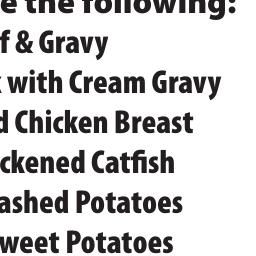 e the following:
f & Gravy
with Cream Gravy
d Chicken Breast
ckened Catfish
ashed Potatoes
weet Potatoes